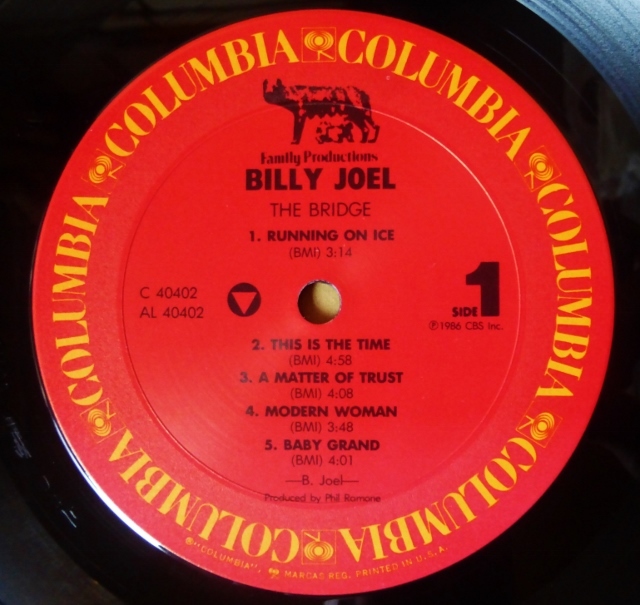 COLUMBIA COLUMBIA COLUMBIA COLUMBIA COLUMBIA COLUMBIA COLUMBIA COLUMBIA
Family Productions
BILLY JOEL
THE BRIDGE
1. RUNNING ON ICE
(BMI) 3:14
C 40402
AL 40402
SIDE 1
Ⓟ1986 CBS Inc.
2. THIS IS THE TIME
(BMI) 4:58
3. A MATTER OF TRUST
(BMI) 4:08
4. MODERN WOMAN
(BMI) 3:48
5. BABY GRAND
(BMI) 4:01
—B. Joel—
Produced by Phil Ramone
®"COLUMBIA", MARCAS REG. PRINTED IN U.S.A.